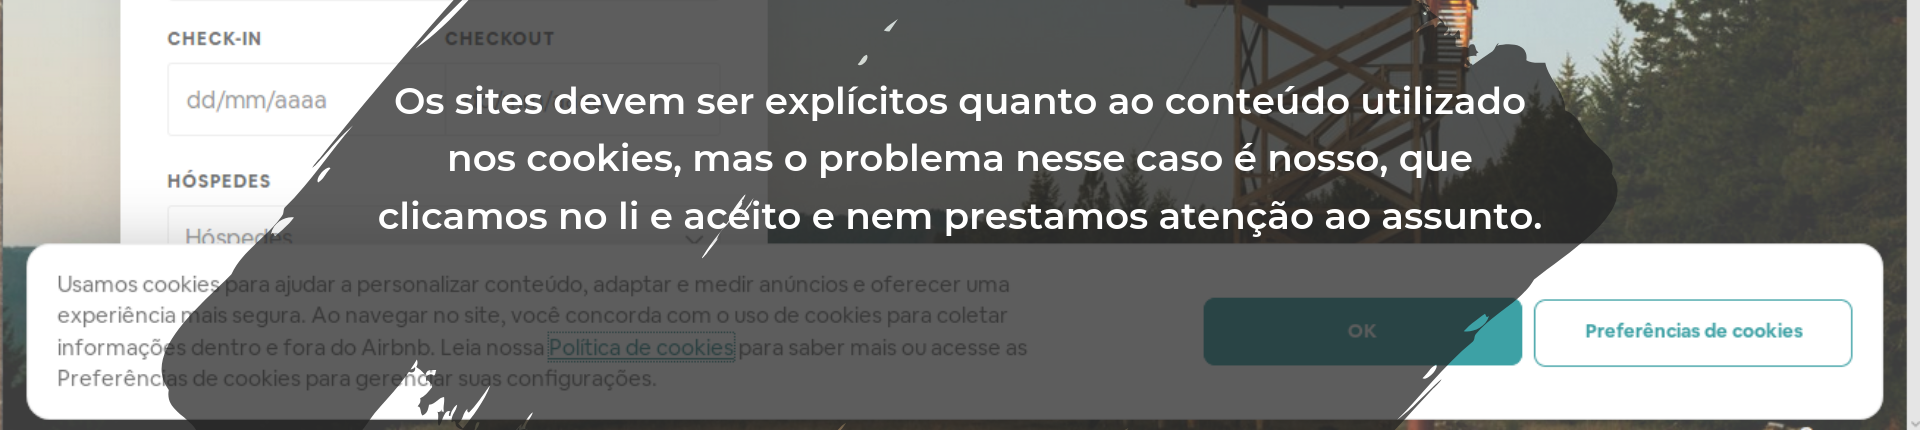 CHECK-IN CHECKOUT
dd/mm/aaaa
Os sites devem ser explícitos quanto ao conteúdo utilizado
nos cookies, mas o problema nesse caso é nosso, que
clicamos no li e aceito e nem prestamos atenção ao assunto.
HÓSPEDES
Hóspedes
Usamos cookies para ajudar a personalizar conteúdo, adaptar e medir anúncios e oferecer uma
experiência mais segura. Ao navegar no site, você concorda com o uso de cookies para coletar
informações dentro e fora do Airbnb. Leia nossa Política de cookies para saber mais ou acesse as
Preferências de cookies para gerenciar suas configurações.
OK
Preferências de cookies